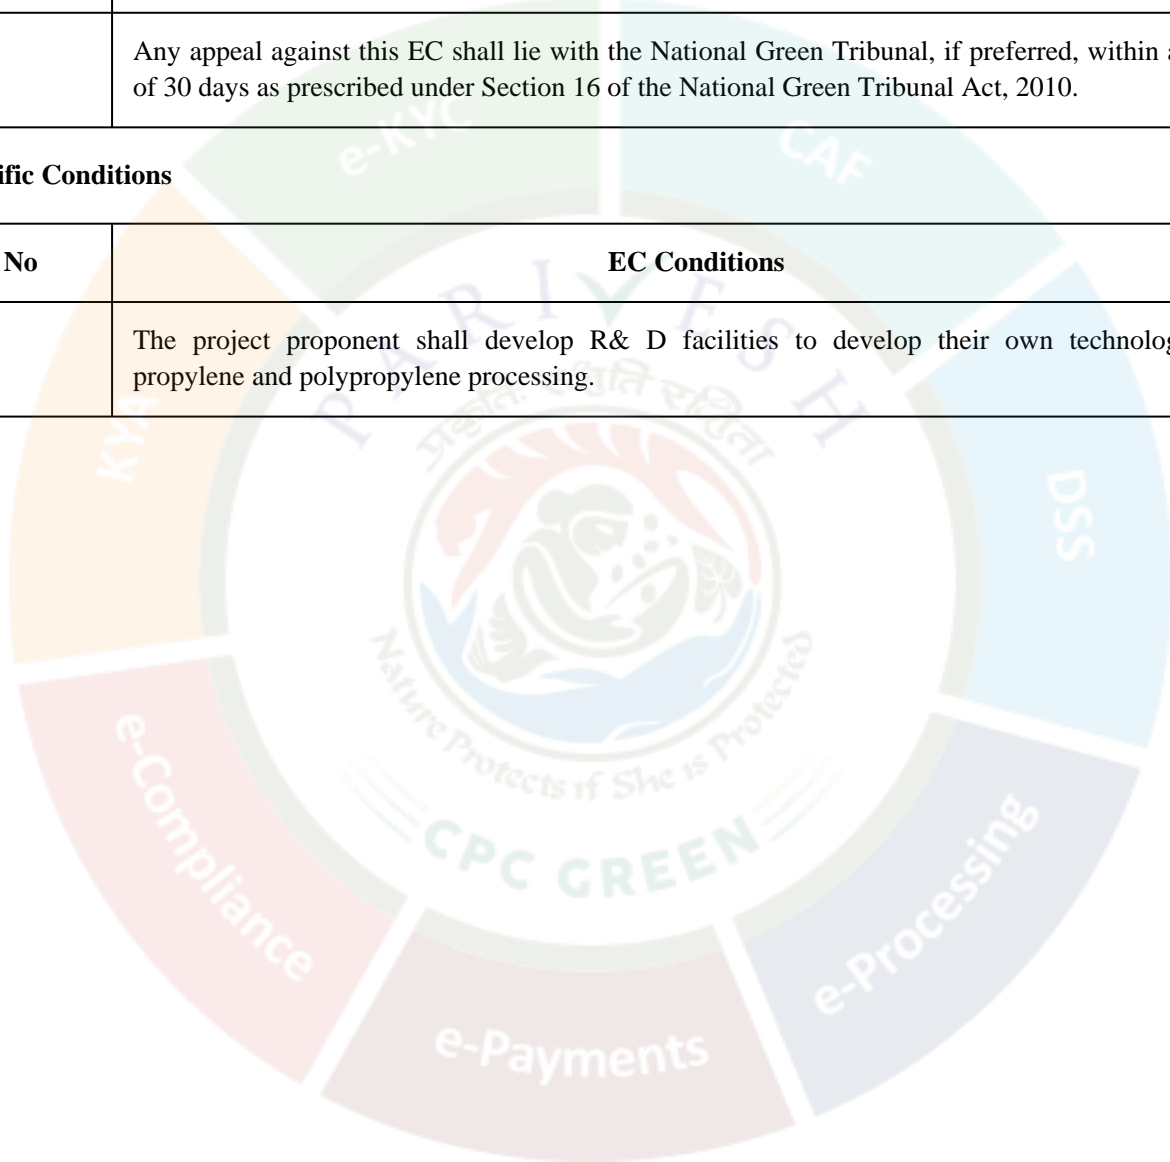 Any appeal against this EC shall lie with the National Green Tribunal, if preferred, within a
of 30 days as prescribed under Section 16 of the National Green Tribunal Act, 2010.
ific Conditions
No EC Conditions
The project proponent shall develop R& D facilities to develop their own technolog
propylene and polypropylene processing.
e-KYC
CAF
PARIVESH
KYA
DSS
Nature Protects if She is Protected
CPC GREEN
e-Compliance
e-Processing
e-Payments